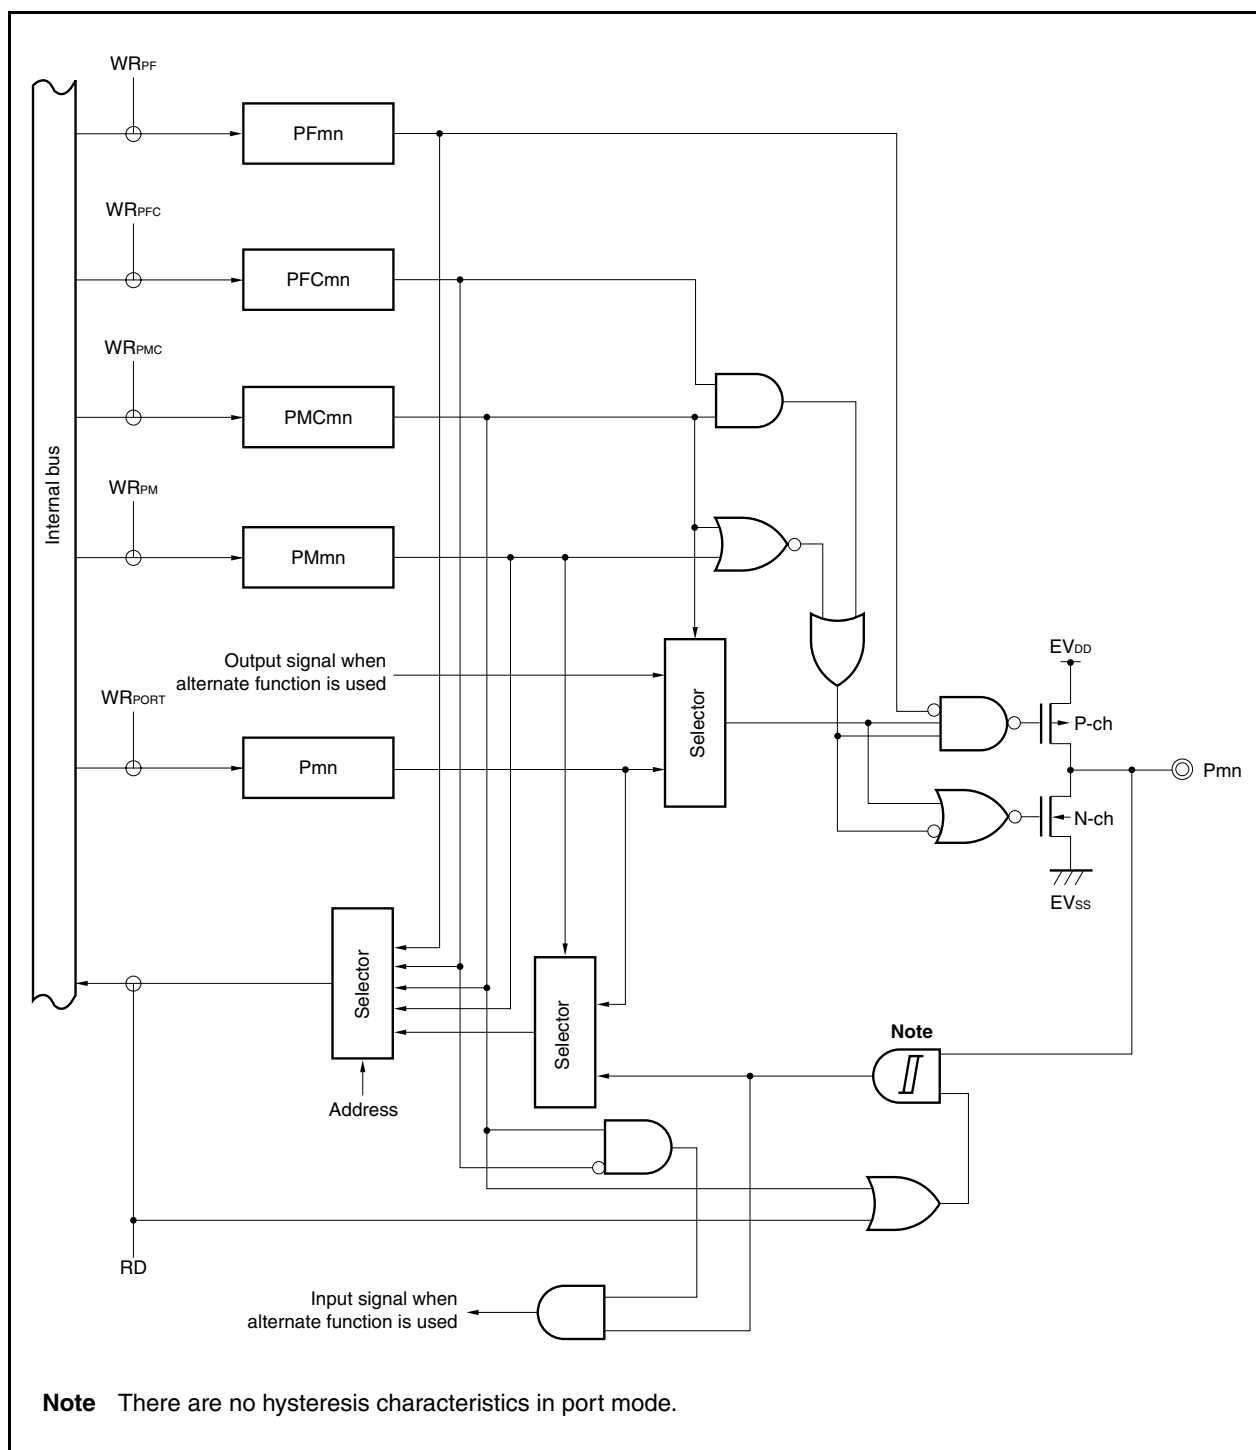 WRPF
PFmn
WRPFC
PFCmn
WRPMC
PMCmn
Internal bus
WRPM
PMmn
Output signal when
alternate function is used
WRPORT
Pmn
Selector
EVDD
P-ch
Pmn
N-ch
EVSS
Selector
Selector
Note
Address
RD
Input signal when
alternate function is used
Note There are no hysteresis characteristics in port mode.